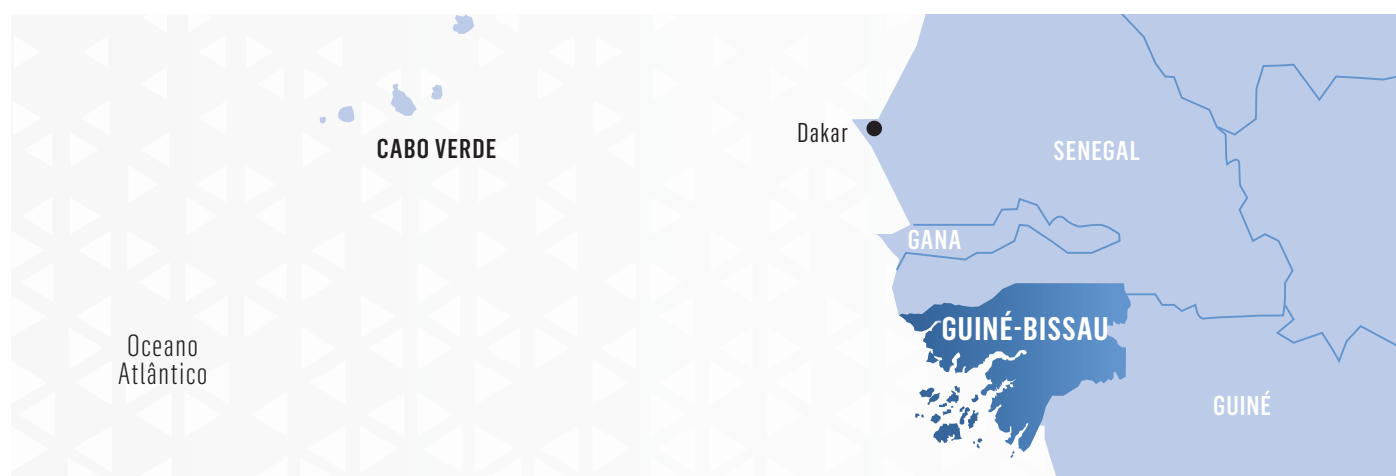 CABO VERDE
Dakar
SENEGAL
GANA
GUINÉ-BISSAU
Oceano
Atlântico
GUINÉ